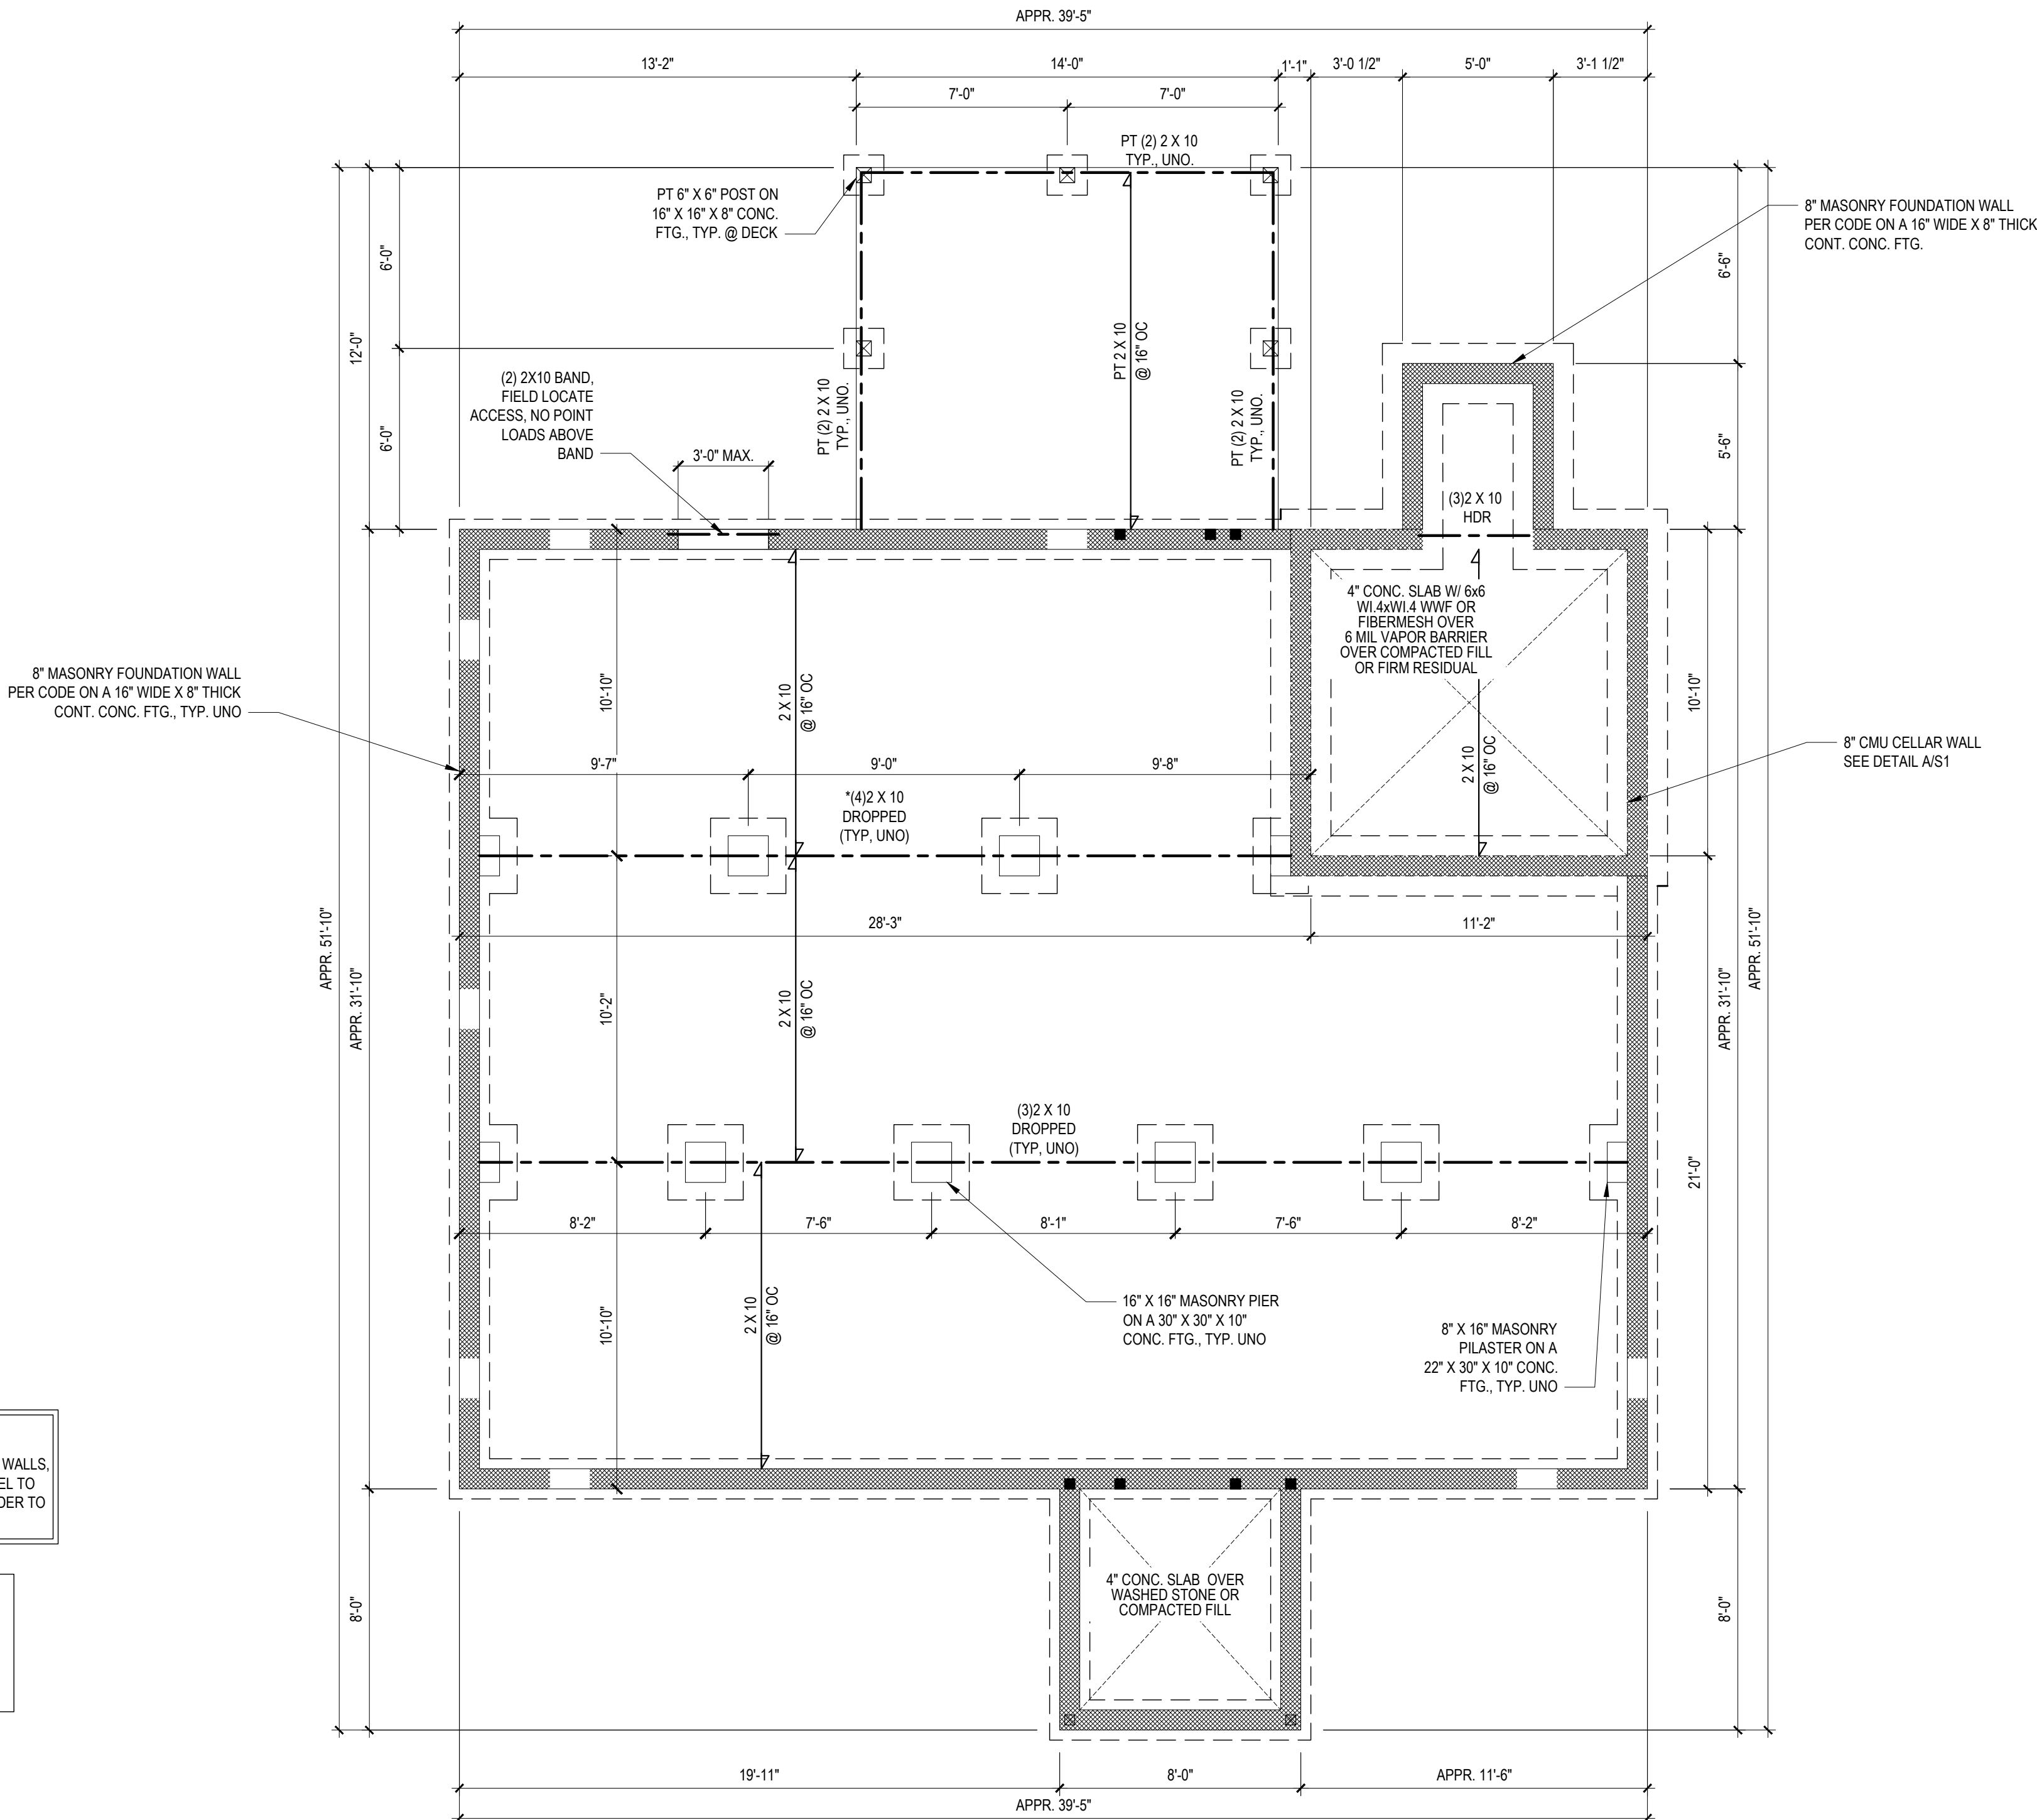 APPR. 39'-5"
13'-2"
14'-0"
1'-1"
3'-0 1/2"
5'-0"
3'-1 1/2"
7'-0"
7'-0"
PT (2) 2 X 10
TYP., UNO.
PT 6" X 6" POST ON
16" X 16" X 8" CONC.
FTG., TYP. @ DECK
8" MASONRY FOUNDATION WALL
PER CODE ON A 16" WIDE X 8" THICK
CONT. CONC. FTG.
6'-0"
12'-0"
6'-0"
6'-6"
5'-6"
PT 2 X 10
@ 16" OC
(2) 2X10 BAND,
FIELD LOCATE
ACCESS, NO POINT
LOADS ABOVE
BAND
3'-0" MAX.
PT (2) 2 X 10
TYP., UNO.
PT (2) 2 X 10
TYP., UNO.
(3)2 X 10
HDR
4" CONC. SLAB W/ 6x6
WI.4xWI.4 WWF OR
FIBERMESH OVER
6 MIL VAPOR BARRIER
OVER COMPACTED FILL
OR FIRM RESIDUAL
8" MASONRY FOUNDATION WALL
PER CODE ON A 16" WIDE X 8" THICK
CONT. CONC. FTG., TYP. UNO
10'-10"
2 X 10
@ 16" OC
10'-10"
2 X 10
@ 16" OC
8" CMU CELLAR WALL
SEE DETAIL A/S1
9'-7"
9'-0"
9'-8"
*(4)2 X 10
DROPPED
(TYP, UNO)
28'-3"
11'-2"
APPR. 51'-10"
APPR. 31'-10"
10'-2"
2 X 10
@ 16" OC
APPR. 31'-10"
APPR. 51'-10"
(3)2 X 10
DROPPED
(TYP, UNO)
21'-0"
8'-2"
7'-6"
8'-1"
7'-6"
8'-2"
10'-10"
2 X 10
@ 16" OC
16" X 16" MASONRY PIER
ON A 30" X 30" X 10"
CONC. FTG., TYP. UNO
8" X 16" MASONRY
PILASTER ON A
22" X 30" X 10" CONC.
FTG., TYP. UNO
WALLS,
EL TO
DER TO
4" CONC. SLAB OVER
WASHED STONE OR
COMPACTED FILL
8'-0"
8'-0"
19'-11"
8'-0"
APPR. 11'-6"
APPR. 39'-5"